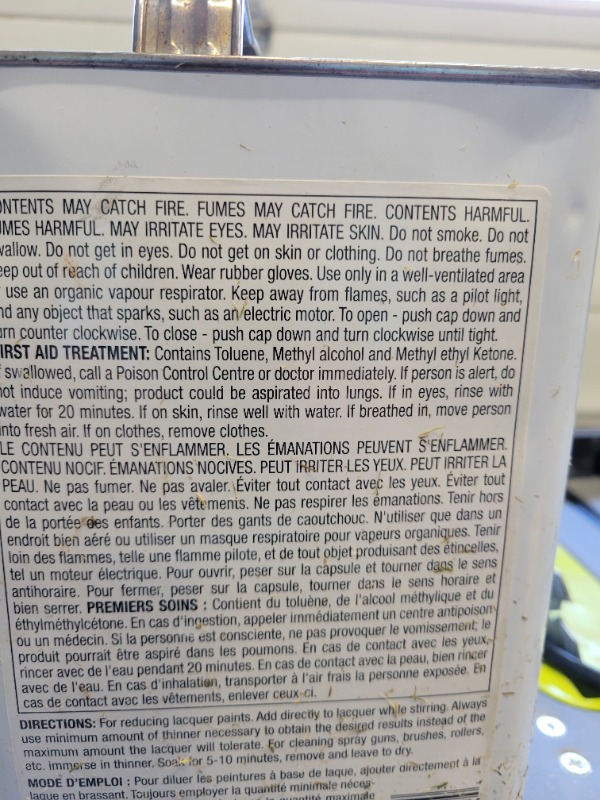 ONTENTS MAY CATCH FIRE. FUMES MAY CATCH FIRE. CONTENTS HARMFUL.
UMES HARMFUL. MAY IRRITATE EYES. MAY IRRITATE SKIN. Do not smoke. Do not
wallow. Do not get in eyes. Do not get on skin or clothing. Do not breathe fumes.
eep out of reach of children. Wear rubber gloves. Use only in a well-ventilated area
use an organic vapour respirator. Keep away from flames, such as a pilot light,
nd any object that sparks, such as an electric motor. To open - push cap down and
urn counter clockwise. To close - push cap down and turn clockwise until tight.
IRST AID TREATMENT: Contains Toluene, Methyl alcohol and Methyl ethyl Ketone.
swallowed, call a Poison Control Centre or doctor immediately. If person is alert, do
ot induce vomiting; product could be aspirated into lungs. If in eyes, rinse with
water for 20 minutes. If on skin, rinse well with water. If breathed in, move person
nto fresh air. If on clothes, remove clothes.
LE CONTENU PEUT S'ENFLAMMER. LES ÉMANATIONS PEUVENT S'ENFLAMMER.
CONTENU NOCIF. ÉMANATIONS NOCIVES. PEUT IRRITER LES YEUX. PEUT IRRITER LA
PEAU. Ne pas fumer. Ne pas avaler. Éviter tout contact avec les yeux. Éviter tout
contact avec la peau ou les vêtements. Ne pas respirer les émanations. Tenir hors
de la portée des enfants. Porter des gants de caoutchouc. N'utiliser que dans un
endroit bien aéré ou utiliser un masque respiratoire pour vapeurs organiques. Tenir
loin des flammes, telle une flamme pilote, et de tout objet produisant des étincelles,
tel un moteur électrique. Pour ouvrir, peser sur la capsule et tourner dans le sens
antihoraire. Pour fermer, peser sur la capsule, tourner dans le sens horaire et
bien serrer. PREMIERS SOINS : Contient du toluène, de l'alcool méthylique et du
éthylméthylcétone. En cas d'ingestion, appeler immédiatement un centre antipoison
ou un médecin. Si la personne est consciente, ne pas provoquer le vomissement; le
produit pourrait être aspiré dans les poumons. En cas de contact avec les yeux,
rincer avec de l'eau pendant 20 minutes. En cas de contact avec la peau, bien rincer
avec de l'eau. En cas d'inhalation, transporter à l'air frais la personne exposée. En
cas de contact avec les vêtements, enlever ceux-ci.
DIRECTIONS: For reducing lacquer paints. Add directly to lacquer while stirring. Always
use minimum amount of thinner necessary to obtain the desired results instead of the
maximum amount the lacquer will tolerate. For cleaning spray guns, brushes, rollers,
etc. immerse in thinner. Soak for 5-10 minutes, remove and leave to dry.
MODE D'EMPLOI : Pour diluer les peintures à base de laque, ajouter directement à la
laque en brassant. Toujours employer la quantité minimale néces-
la quantité maximale